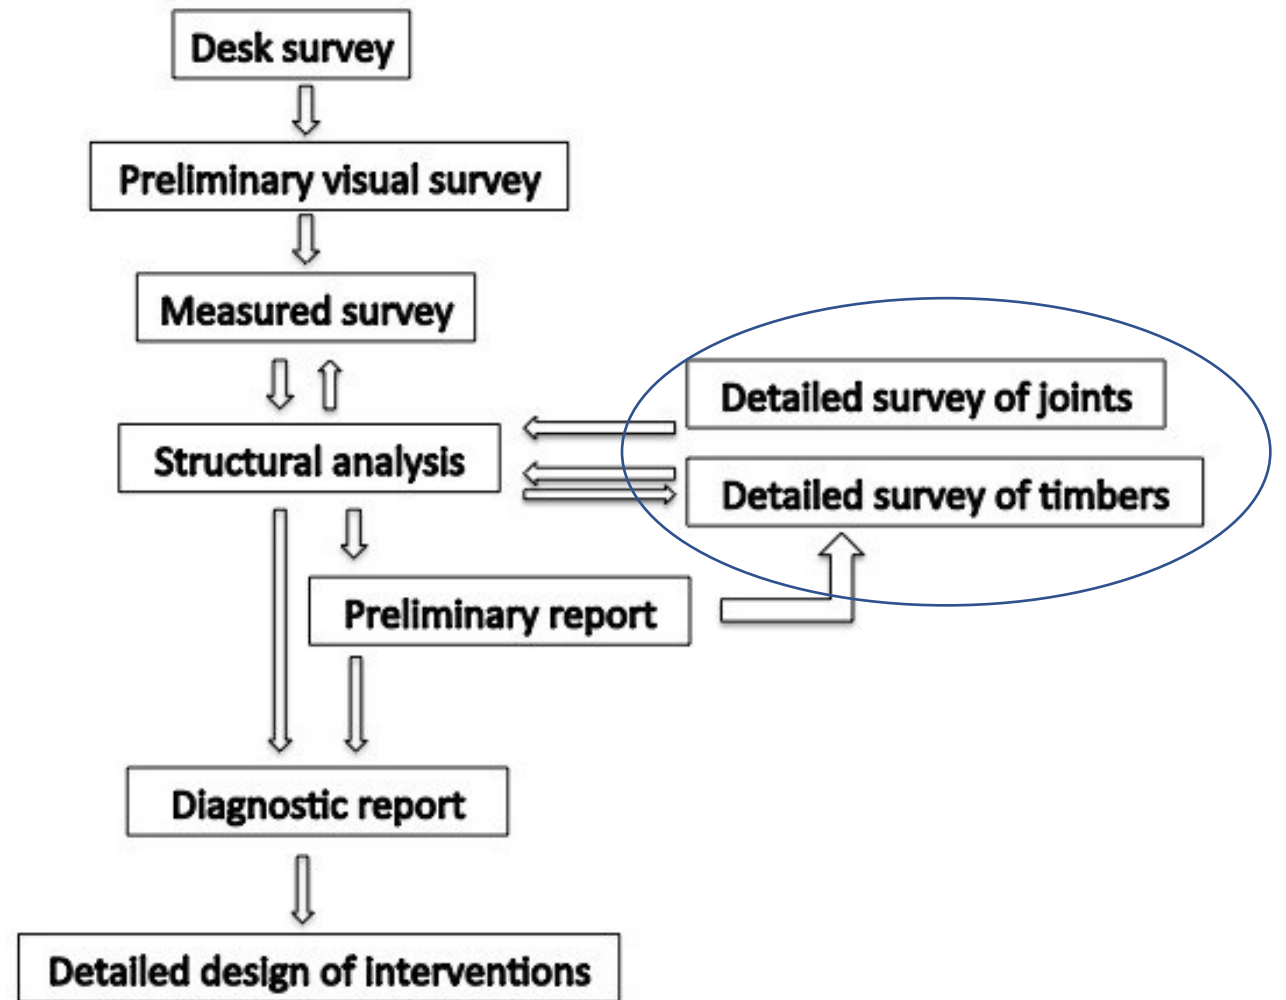 Desk survey
Preliminary visual survey
Measured survey
Detailed survey of joints
Structural analysis
Detailed survey of timbers
Preliminary report
Diagnostic report
Detailed design of interventions